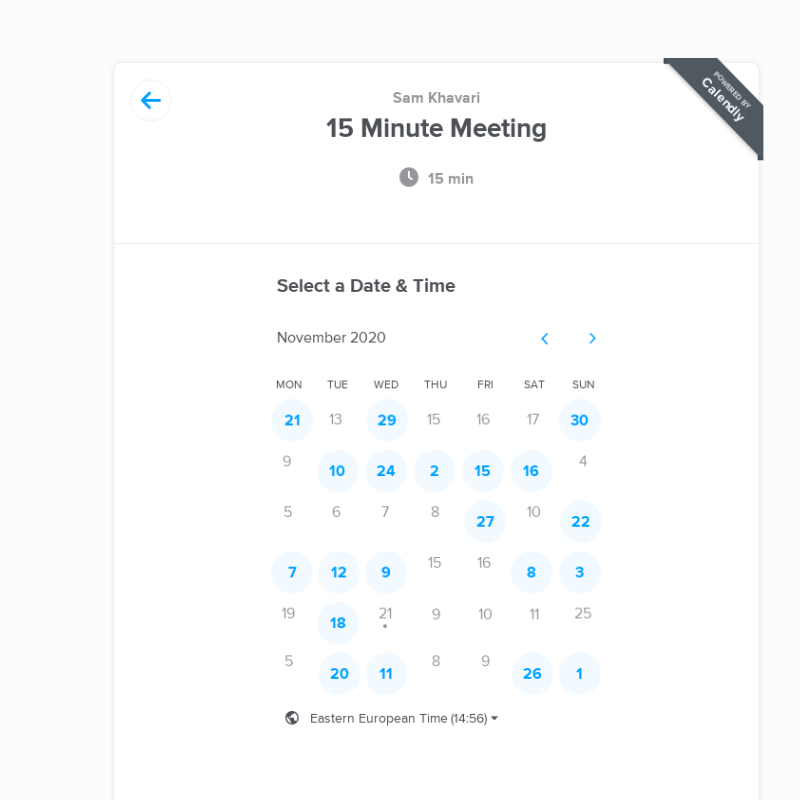 POWERED BY
Calendly
Sam Khavari
15 Minute Meeting
15 min
Select a Date & Time
November 2020
MON TUE WED THU FRI SAT SUN
21 13 29 15 16 17 30
9 10 24 2 15 16 4
5 6 7 8 27 10 22
7 12 9 15 16 8 3
19 18 21 9 10 11 25
5 20 11 8 9 26 1
Eastern European Time (14:56)